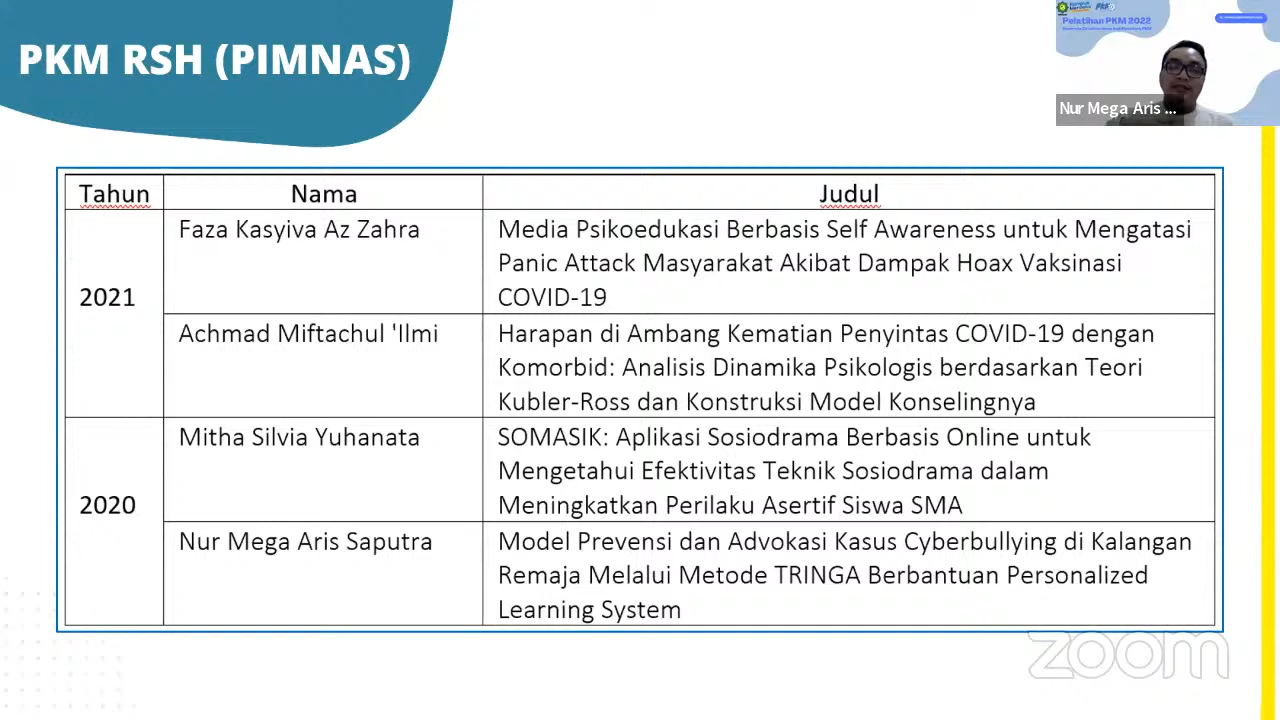 PKM RSH (PIMNAS)
Pelatihan PKM 2022
Nur Mega Aris ...
Tahun Nama Judul
2021
Faza Kasyiva Az Zahra
Media Psikoedukasi Berbasis Self Awareness untuk Mengatasi
Panic Attack Masyarakat Akibat Dampak Hoax Vaksinasi
COVID-19
Achmad Miftachul 'Ilmi
Harapan di Ambang Kematian Penyintas COVID-19 dengan
Komorbid: Analisis Dinamika Psikologis berdasarkan Teori
Kubler-Ross dan Konstruksi Model Konselingnya
2020
Mitha Silvia Yuhanata
SOMASIK: Aplikasi Sosiodrama Berbasis Online untuk
Mengetahui Efektivitas Teknik Sosiodrama dalam
Meningkatkan Perilaku Asertif Siswa SMA
Nur Mega Aris Saputra
Model Prevensi dan Advokasi Kasus Cyberbullying di Kalangan
Remaja Melalui Metode TRINGA Berbantuan Personalized
Learning System
zoom